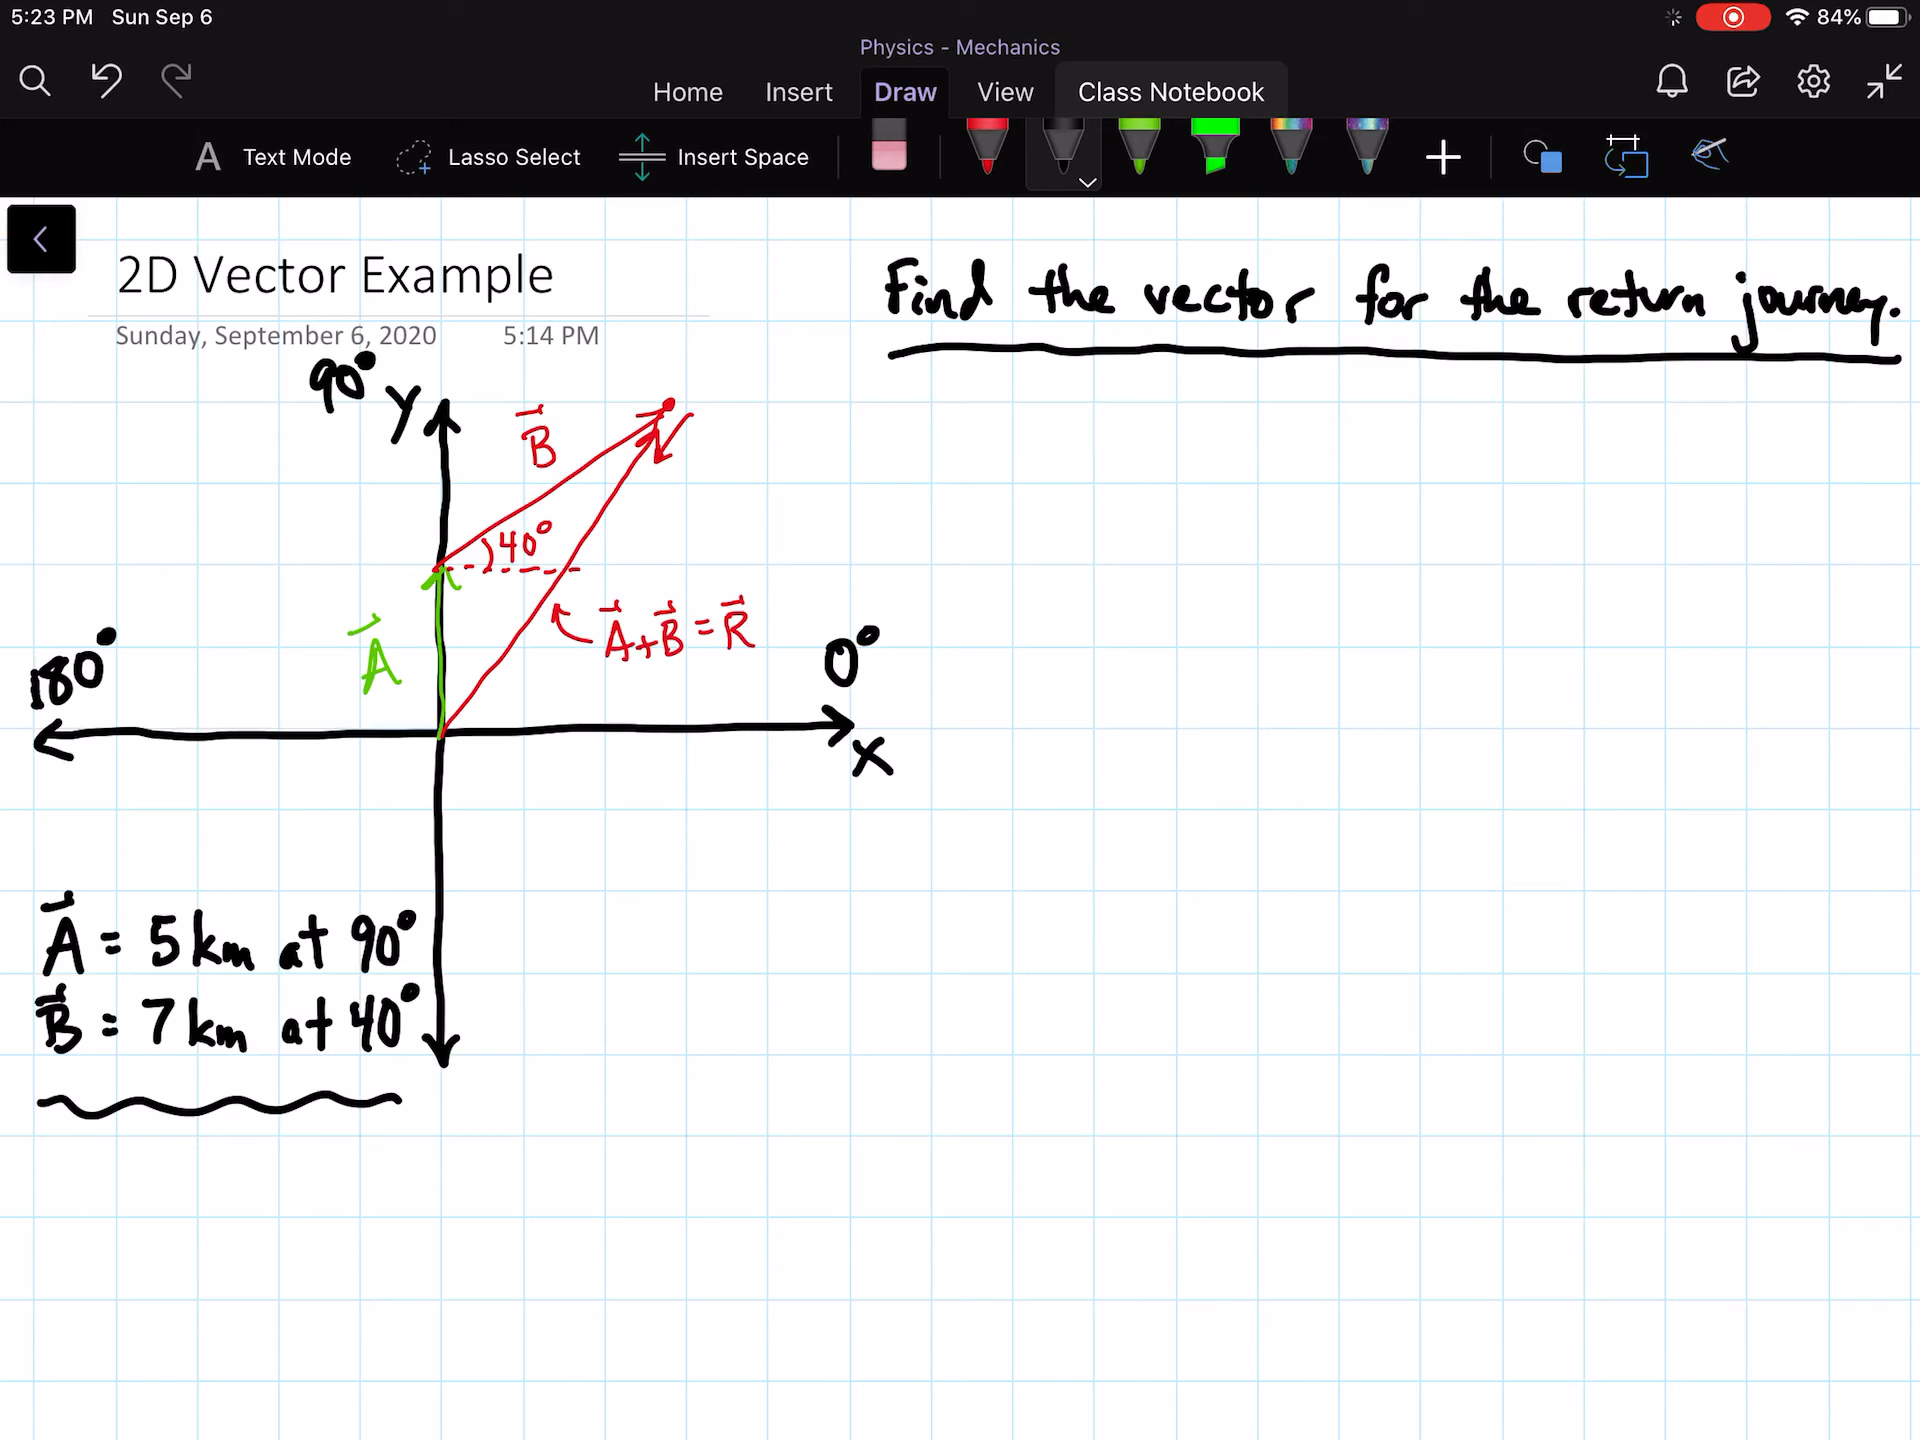 5:23 PM Sun Sep 6
84%
Physics - Mechanics
Home Insert Draw View Class Notebook
A Text Mode Lasso Select Insert Space
2D Vector Example
Sunday, September 6, 2020 5:14 PM
Find the vector for the return journey.
90° Y
B⃗
40°
A⃗+B⃗=R⃗
A⃗
180°
0°
X
A⃗ = 5 km at 90°
B⃗ = 7 km at 40°